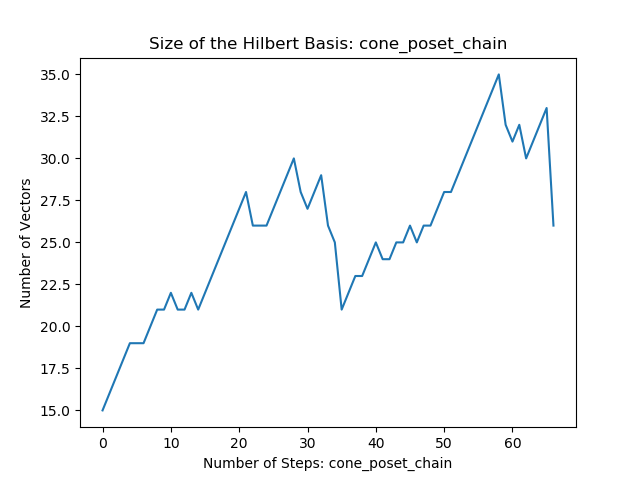 Size of the Hilbert Basis: cone_poset_chain
Number of Vectors
35.0
32.5
30.0
27.5
25.0
22.5
20.0
17.5
15.0
0 10 20 30 40 50 60
Number of Steps: cone_poset_chain